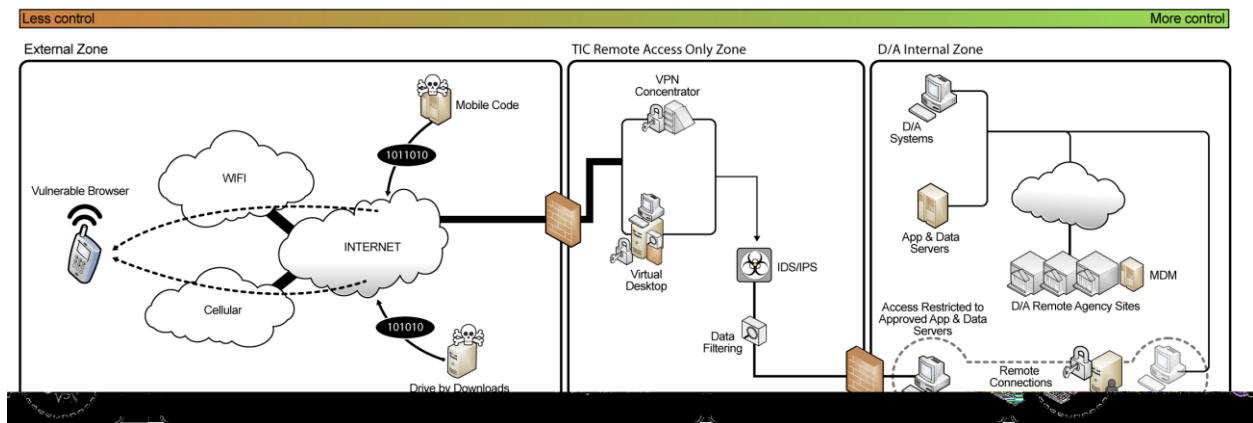 Less control
More control
External Zone
TIC Remote Access Only Zone
D/A Internal Zone
VPN
Concentrator
Mobile Code
D/A
Systems
1011010
WIFI
Vulnerable Browser
INTERNET
App & Data
Servers
Virtual
Desktop
IDS/IPS
MDM
D/A Remote Agency Sites
Cellular
Access Restricted to
Approved App & Data
Servers
101010
Data
Filtering
Remote
Connections
Drive by Downloads